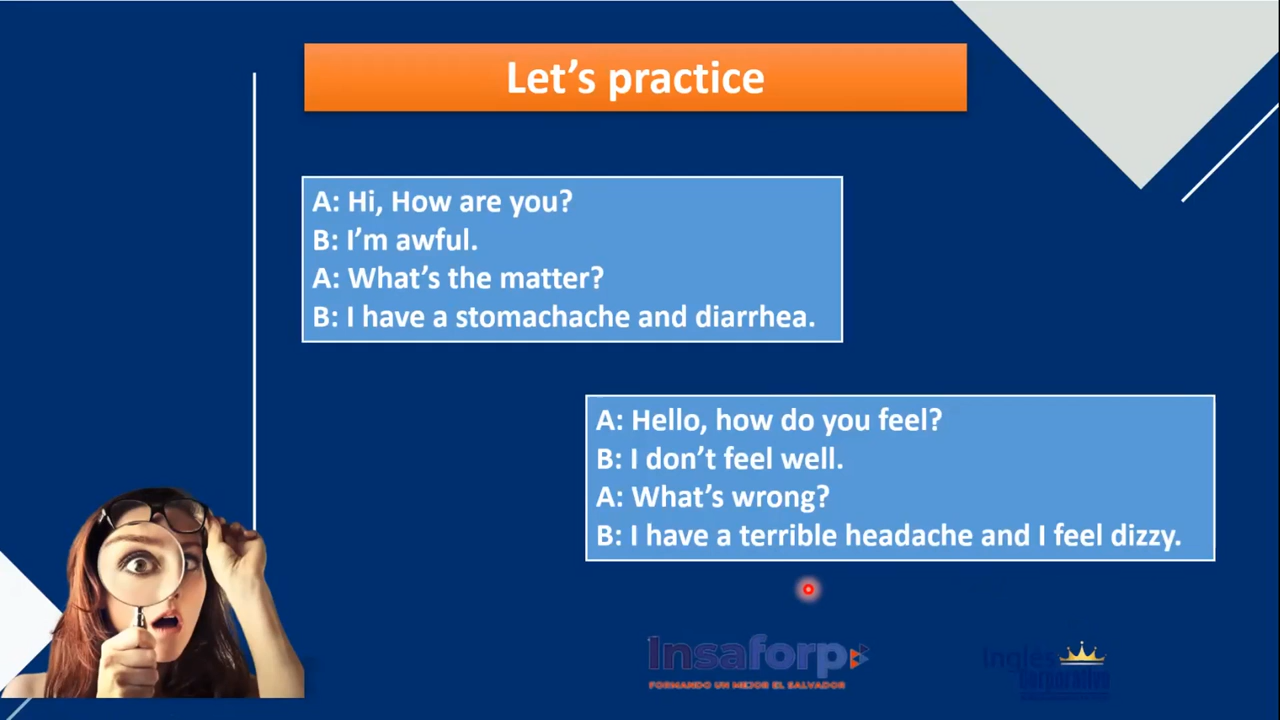 Let's practice
A: Hi, How are you?
B: I'm awful.
A: What's the matter?
B: I have a stomachache and diarrhea.
A: Hello, how do you feel?
B: I don't feel well.
A: What's wrong?
B: I have a terrible headache and I feel dizzy.
Insaforp
FORMANDO UN MEJOR EL SALVADOR
Inglés
Corporativo